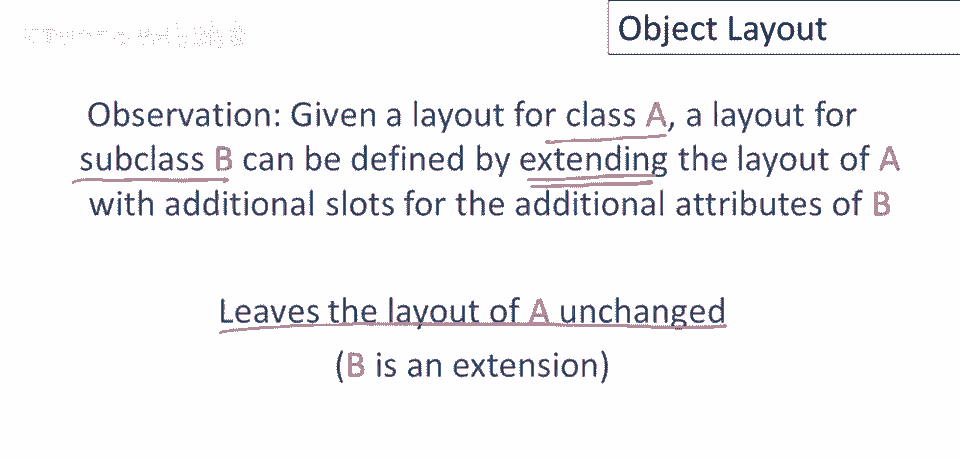 Object Layout
Observation: Given a layout for class A, a layout for
subclass B can be defined by extending the layout of A
with additional slots for the additional attributes of B
Leaves the layout of A unchanged
(B is an extension)